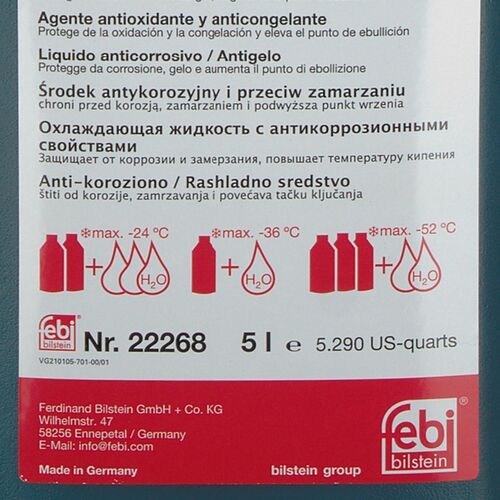 Agente antioxidante y anticongelante
Protege de la oxidación y la congelación y eleva el punto de ebullición
Líquido anticorrosivo / Antigelo
Protegge da corrosione, gelo e aumenta il punto di ebollizione
Środek antykorozyjny i przeciw zamarzaniu
chroni przed korozją, zamarzaniem i podwyższa punkt wrzenia
Охлаждающая жидкость с антикоррозионными
свойствами
Защищает от коррозии и замерзания, повышает температуру кипения
Anti-koroziono / Rashladno sredstvo
štiti od korozije, zamrzavanja i povećava tačku ključanja
max. -24 ºC max. -36 ºC max. -52 ºC
+ H₂O + H₂O + H₂O
febi
bilstein
Nr. 22268 5 l e 5.290 US-quarts
VG210105-701-00/01
Ferdinand Bilstein GmbH + Co. KG
Wilhelmstr. 47
58256 Ennepetal / Germany
E-Mail: info@febi.com
febi
bilstein
Made in Germany bilstein group